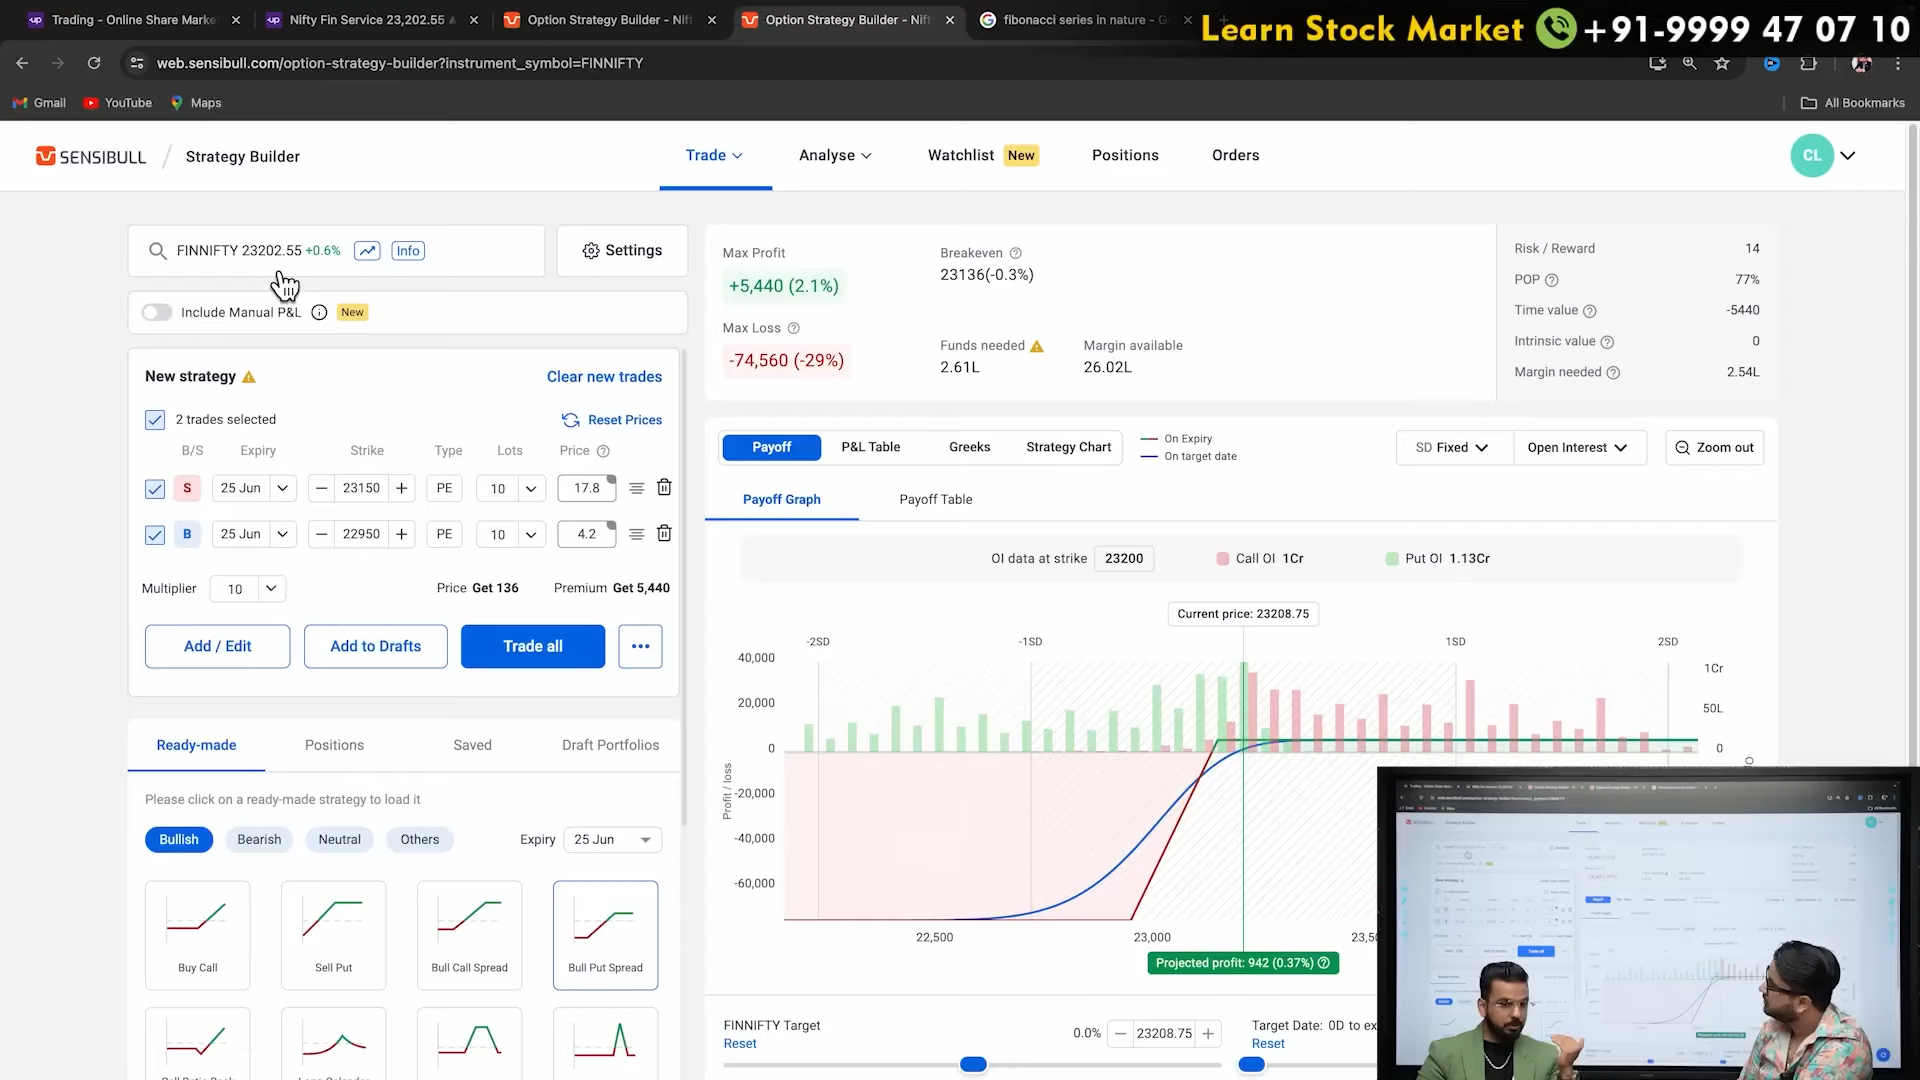 Trading - Online Share Marke
Nifty Fin Service 23,202.55
Option Strategy Builder - Nift
Option Strategy Builder - Nift
fibonacci series in nature - G
Learn Stock Market +91-9999 47 07 10
web.sensibull.com/option-strategy-builder?instrument_symbol=FINNIFTY
Gmail YouTube Maps All Bookmarks
SENSIBULL / Strategy Builder
Trade Analyse Watchlist New Positions Orders CL
FINNIFTY 23202.55 +0.6% Info
Settings
Include Manual P&L New
Max Profit
+5,440 (2.1%)
Max Loss
-74,560 (-29%)
Breakeven
23136(-0.3%)
Funds needed
2.61L
Margin available
26.02L
Risk / Reward 14
POP 77%
Time value -5440
Intrinsic value 0
Margin needed 2.54L
New strategy Clear new trades
2 trades selected Reset Prices
B/S Expiry Strike Type Lots Price
S 25 Jun − 23150 + PE 10 17.8
B 25 Jun − 22950 + PE 10 4.2
Multiplier 10 Price Get 136 Premium Get 5,440
Add / Edit Add to Drafts Trade all ...
Ready-made Positions Saved Draft Portfolios
Please click on a ready-made strategy to load it
Bullish Bearish Neutral Others Expiry 25 Jun
Buy Call Sell Put Bull Call Spread Bull Put Spread
Payoff P&L Table Greeks Strategy Chart
On Expiry
On target date
SD Fixed Open Interest Zoom out
Payoff Graph Payoff Table
OI data at strike 23200 Call OI 1Cr Put OI 1.13Cr
Current price: 23208.75
-2SD -1SD 1SD 2SD
40,000
20,000
0
-20,000
-40,000
-60,000
Profit / loss
1Cr
50L
0
22,500 23,000 23,50
Projected profit: 942 (0.37%)
FINNIFTY Target
Reset
0.0% − 23208.75 +
Target Date: 0D to ex
Reset